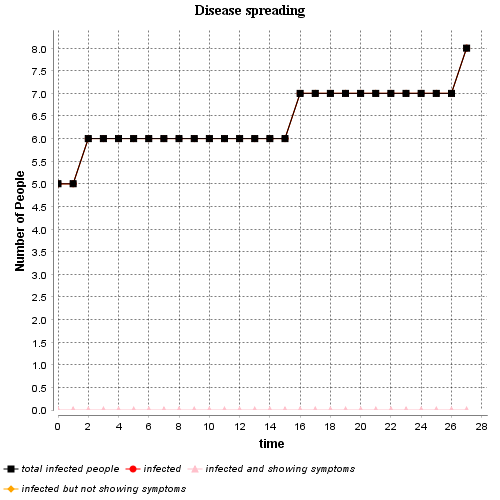 Disease spreading
Number of People
8.0
7.5
7.0
6.5
6.0
5.5
5.0
4.5
4.0
3.5
3.0
2.5
2.0
1.5
1.0
0.5
0.0
0 2 4 6 8 10 12 14 16 18 20 22 24 26 28
time
total infected people infected infected and showing symptoms
infected but not showing symptoms